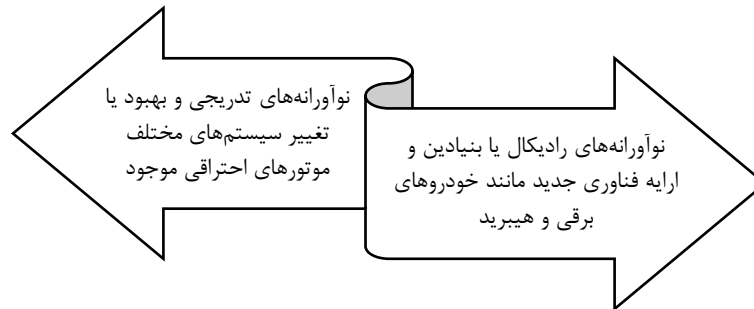 نوآورانه‌های رادیکال یا بنیادین و
ارایه فناوری جدید مانند خودروهای
برقی و هیبرید
نوآورانه‌های تدریجی و بهبود یا
تغییر سیستم‌های مختلف
موتورهای احتراقی موجود